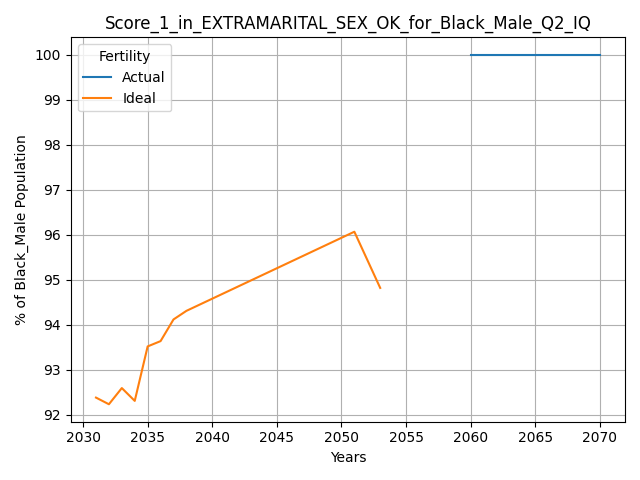 Score_1_in_EXTRAMARITAL_SEX_OK_for_Black_Male_Q2_IQ
Fertility
Actual
Ideal
% of Black_Male Population
100
99
98
97
96
95
94
93
92
2030 2035 2040 2045 2050 2055 2060 2065 2070
Years